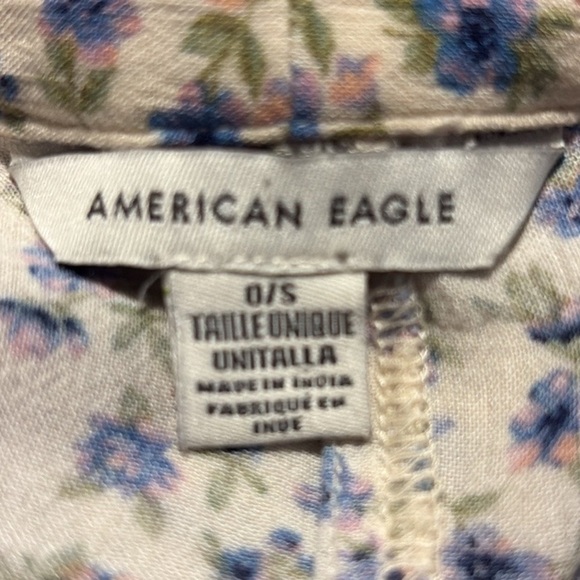 AMERICAN EAGLE
O/S
TAILLE UNIQUE
UNITALLA
MADE IN INDIA
FABRIQUÉ EN
INDE